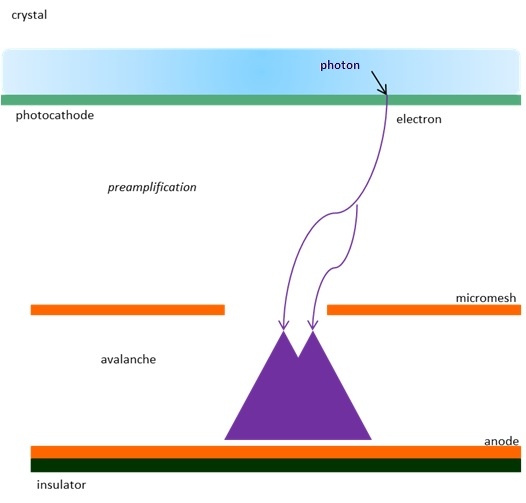 crystal
photon
photocathode
electron
preamplification
micromesh
avalanche
anode
insulator